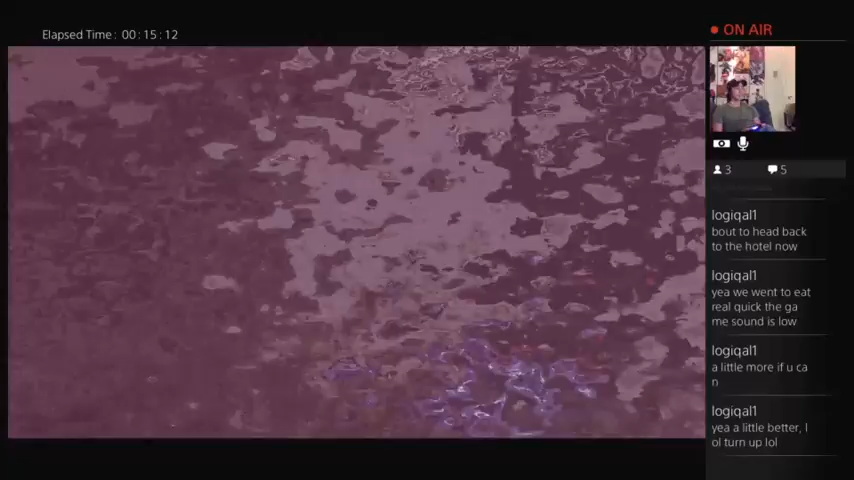 Elapsed Time: 00:15:12
ON AIR
3
5
logiqal1
bout to head back
to the hotel now
logiqal1
yea we went to eat
real quick the ga
me sound is low
logiqal1
a little more if u ca
n
logiqal1
yea a little better, l
ol turn up lol